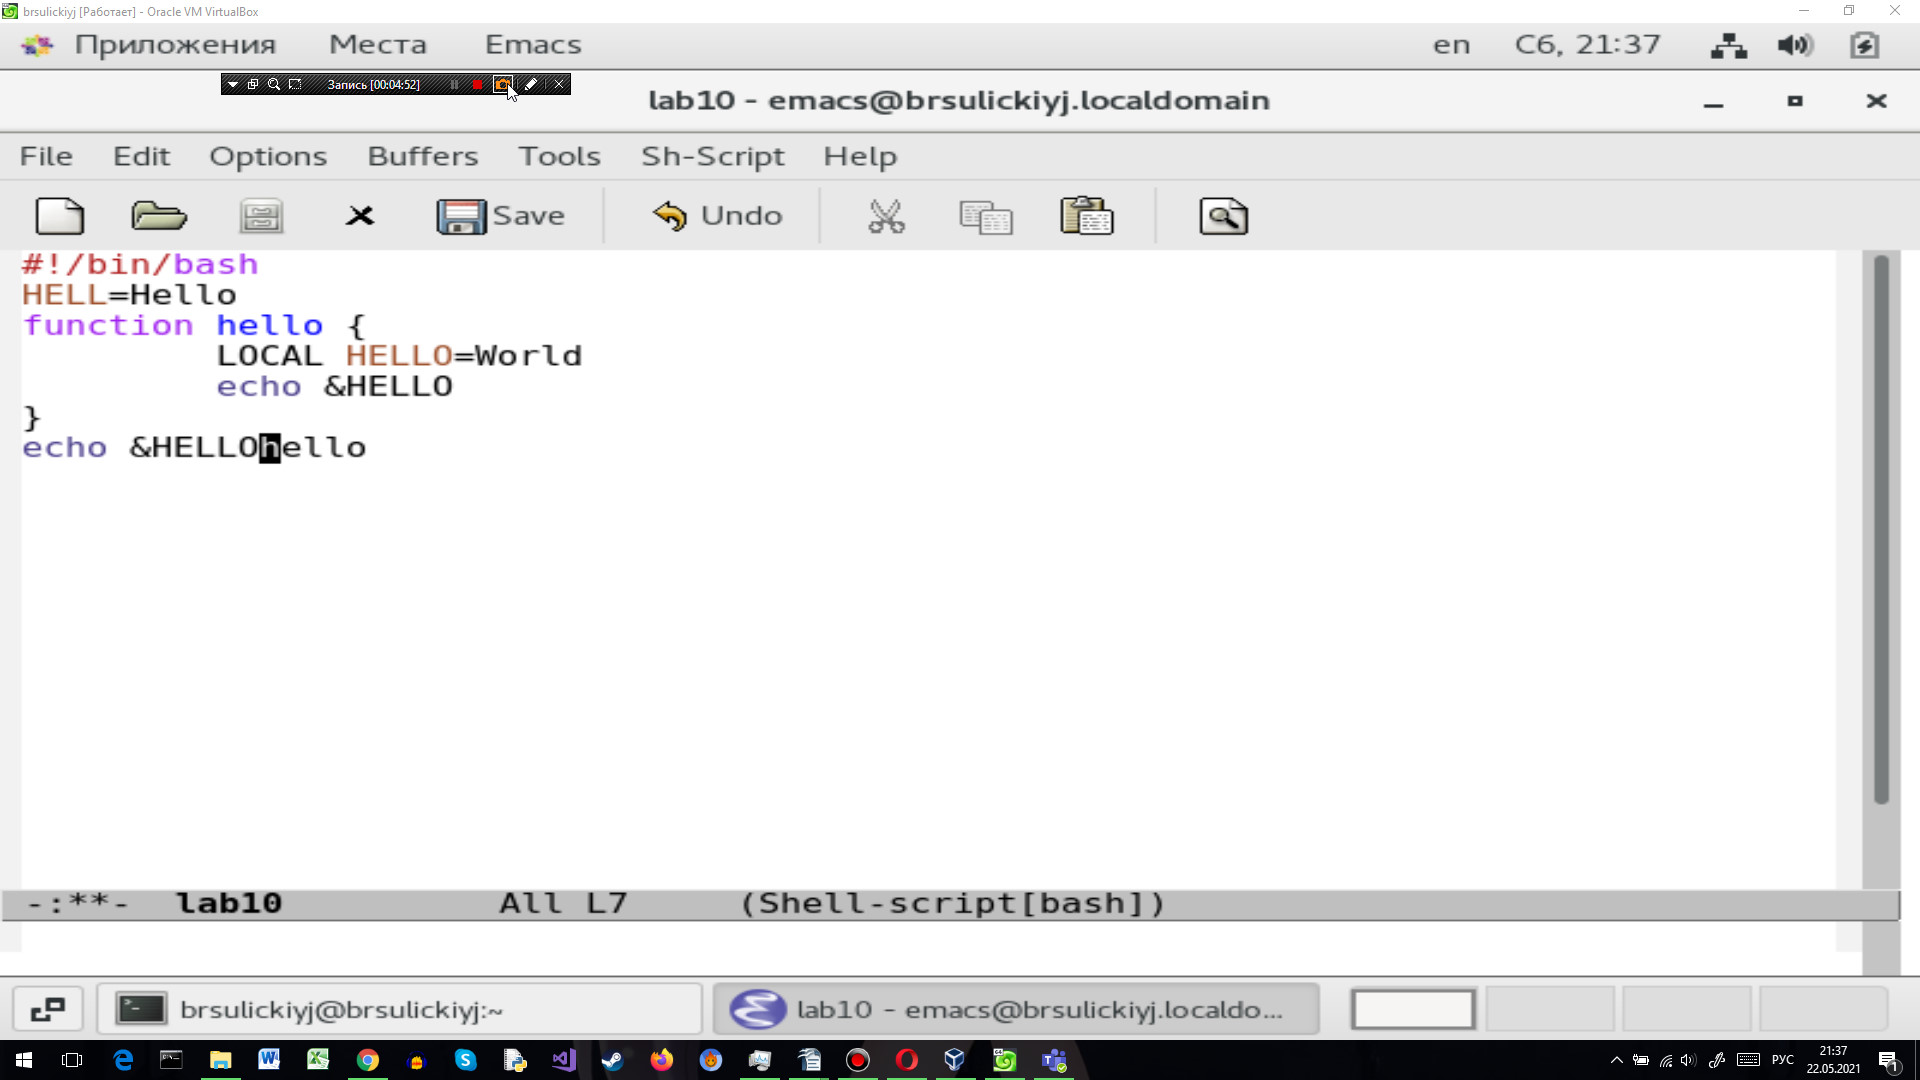 brsulickiyj [Работает] - Oracle VM VirtualBox
Приложения Места Emacs en Сб, 21:37
Запись [00:04:52]
lab10 - emacs@brsulickiyj.localdomain
File Edit Options Buffers Tools Sh-Script Help
Save Undo
#!/bin/bash
HELL=Hello
function hello {
LOCAL HELLO=World
echo &HELLO
}
echo &HELLOhello
-:**- lab10 All L7 (Shell-script[bash])
brsulickiyj@brsulickiyj:~ lab10 - emacs@brsulickiyj.localdo...
РУС 21:37
22.05.2021 1